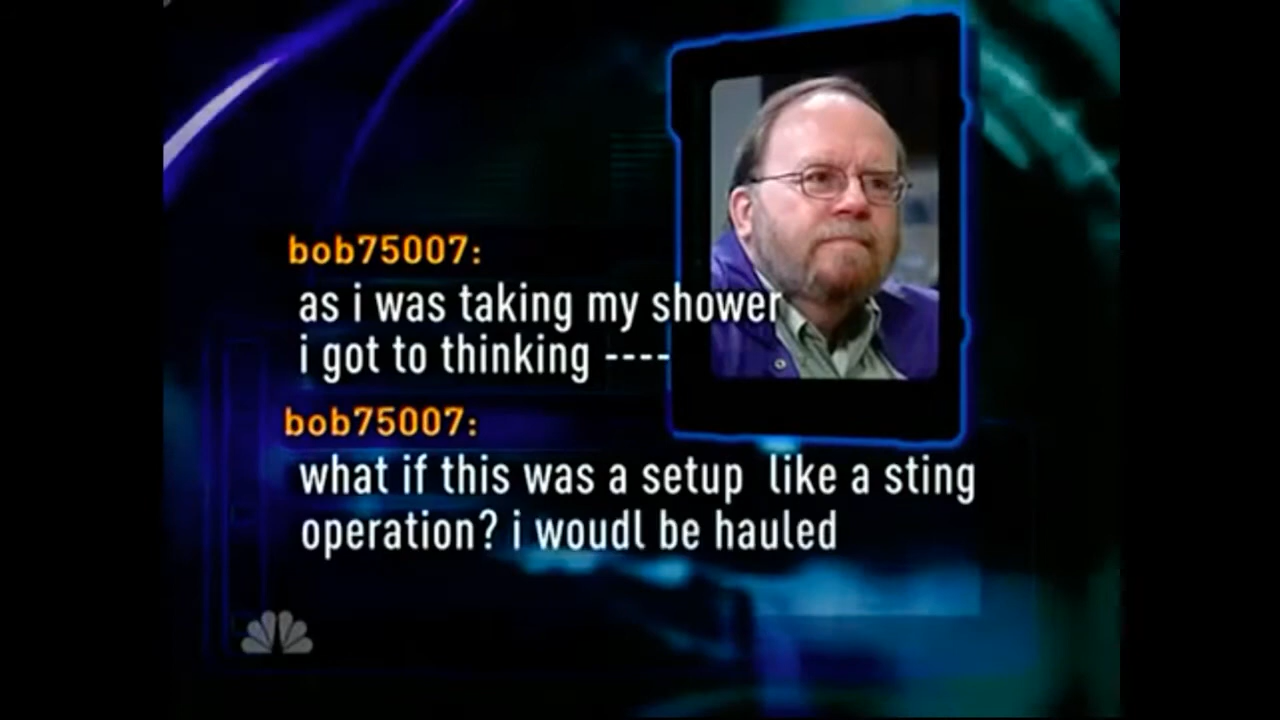 bob75007:
as i was taking my shower
i got to thinking ----
bob75007:
what if this was a setup  like a sting
operation? i woudl be hauled